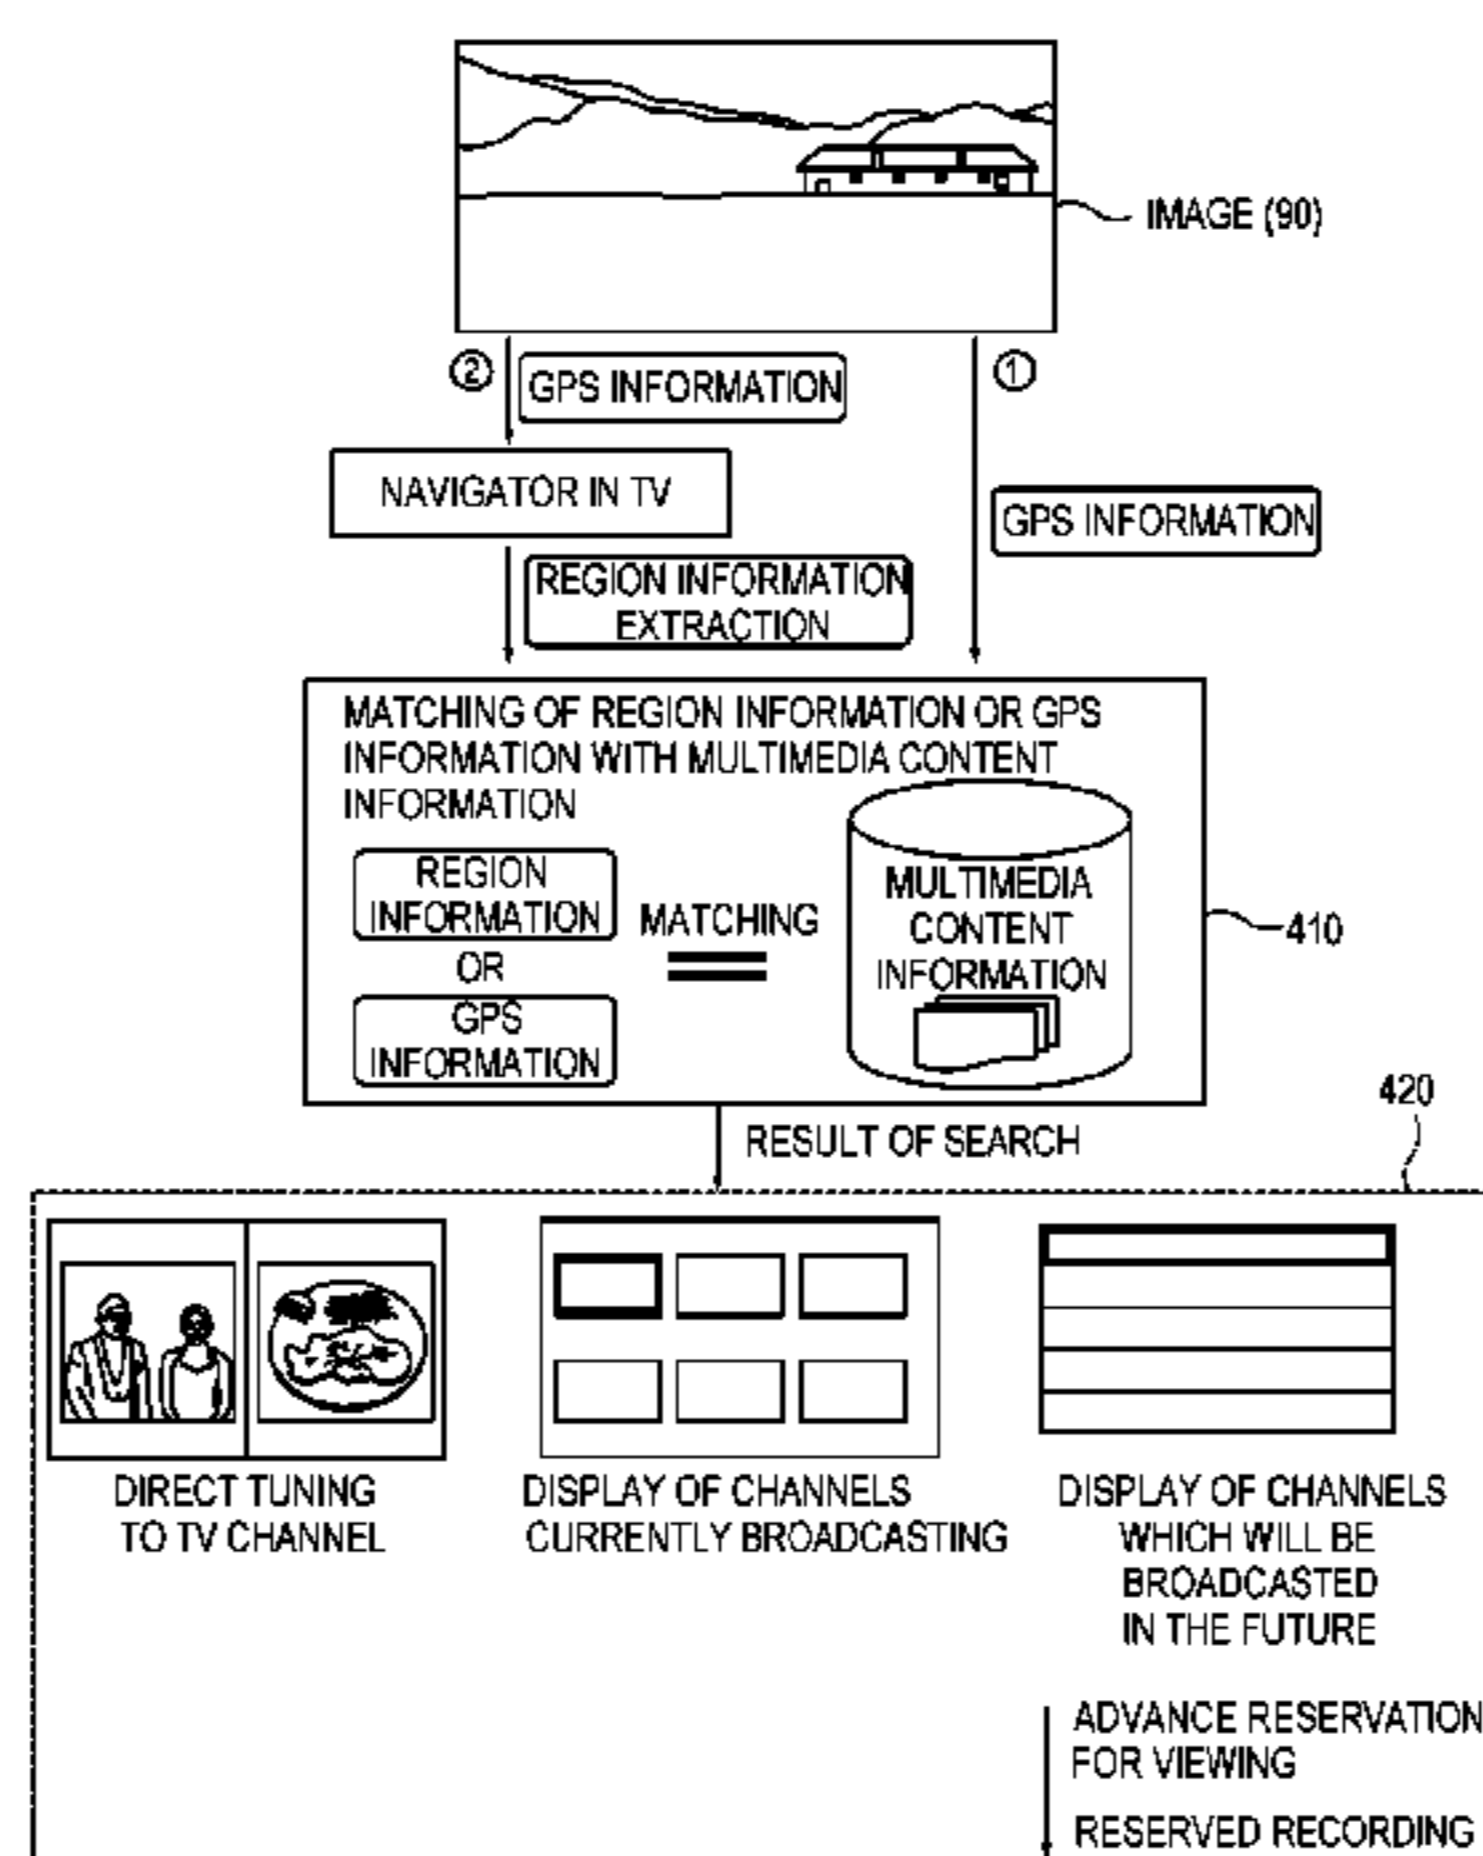 IMAGE (90)
②
GPS INFORMATION
①
NAVIGATOR IN TV
GPS INFORMATION
REGION INFORMATION
EXTRACTION
MATCHING OF REGION INFORMATION OR GPS
INFORMATION WITH MULTIMEDIA CONTENT
INFORMATION
REGION
INFORMATION
OR
GPS
INFORMATION
MATCHING
MULTIMEDIA
CONTENT
INFORMATION
410
RESULT OF SEARCH
420
DIRECT TUNING
TO TV CHANNEL
DISPLAY OF CHANNELS
CURRENTLY BROADCASTING
DISPLAY OF CHANNELS
WHICH WILL BE
BROADCASTED
IN THE FUTURE
ADVANCE RESERVATION
FOR VIEWING
RESERVED RECORDING